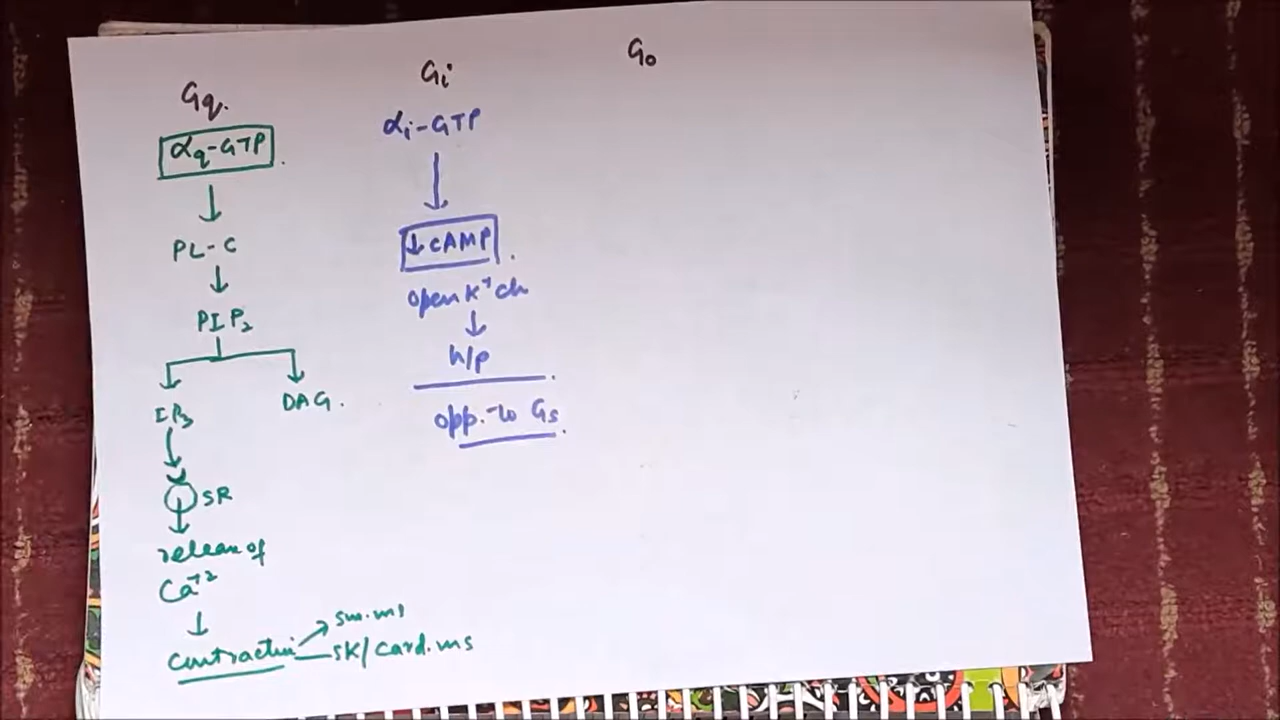 Gq.
αq-GTP
PL-C
PIP₂
IP₃
DAG.
SR
release of
Ca⁺²
contraction
sm.ms
SK/Card.ms
Gi
αi-GTP
↓cAMP
open K⁺ ch
h/p
opp. to Gs
Go